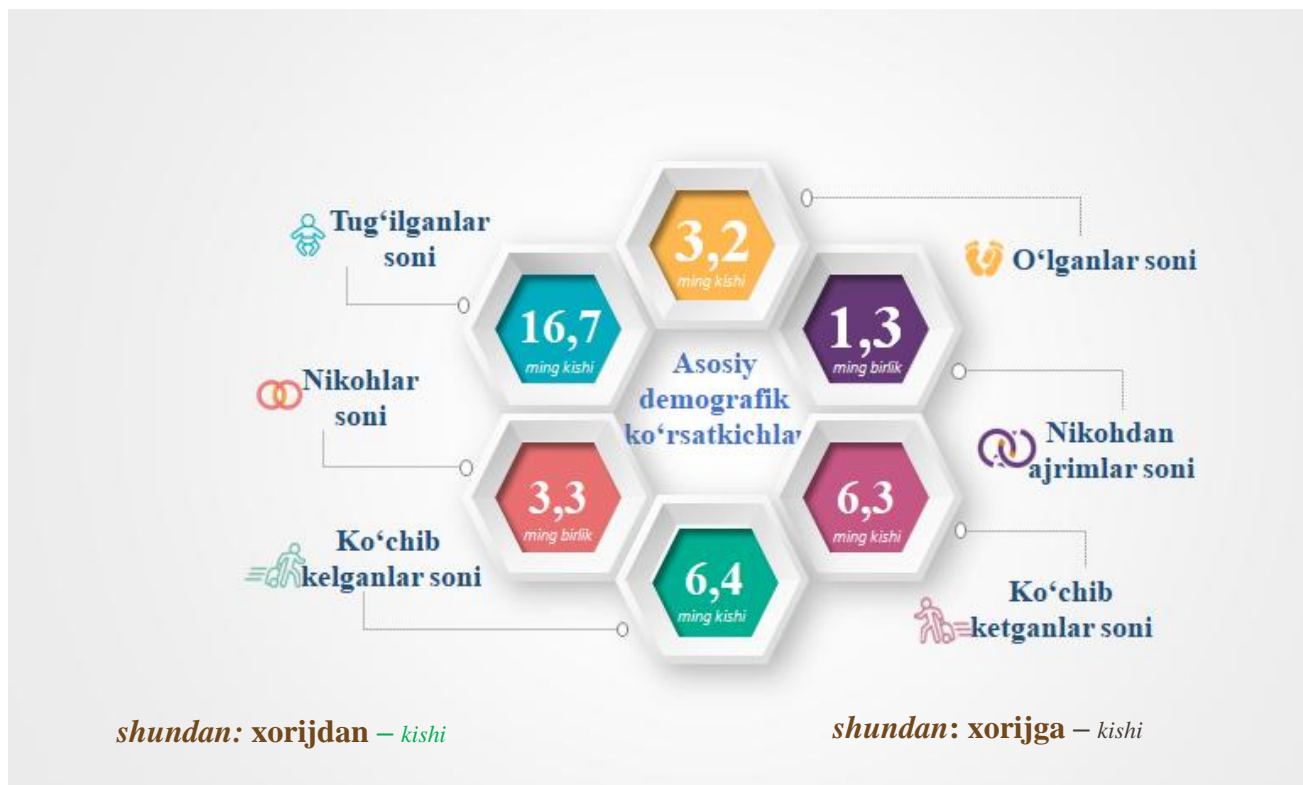 Tug‘ilganlar
soni
16,7
ming kishi
3,2
ming kishi
O‘lganlar soni
1,3
ming birlik
Asosiy
demografik
ko‘rsatkichlar
Nikohlar
soni
3,3
ming birlik
Nikohdan
ajrimlar soni
6,3
ming kishi
Ko‘chib
kelganlar soni
6,4
ming kishi
Ko‘chib
ketganlar soni
shundan: xorijdan – kishi
shundan: xorijga – kishi